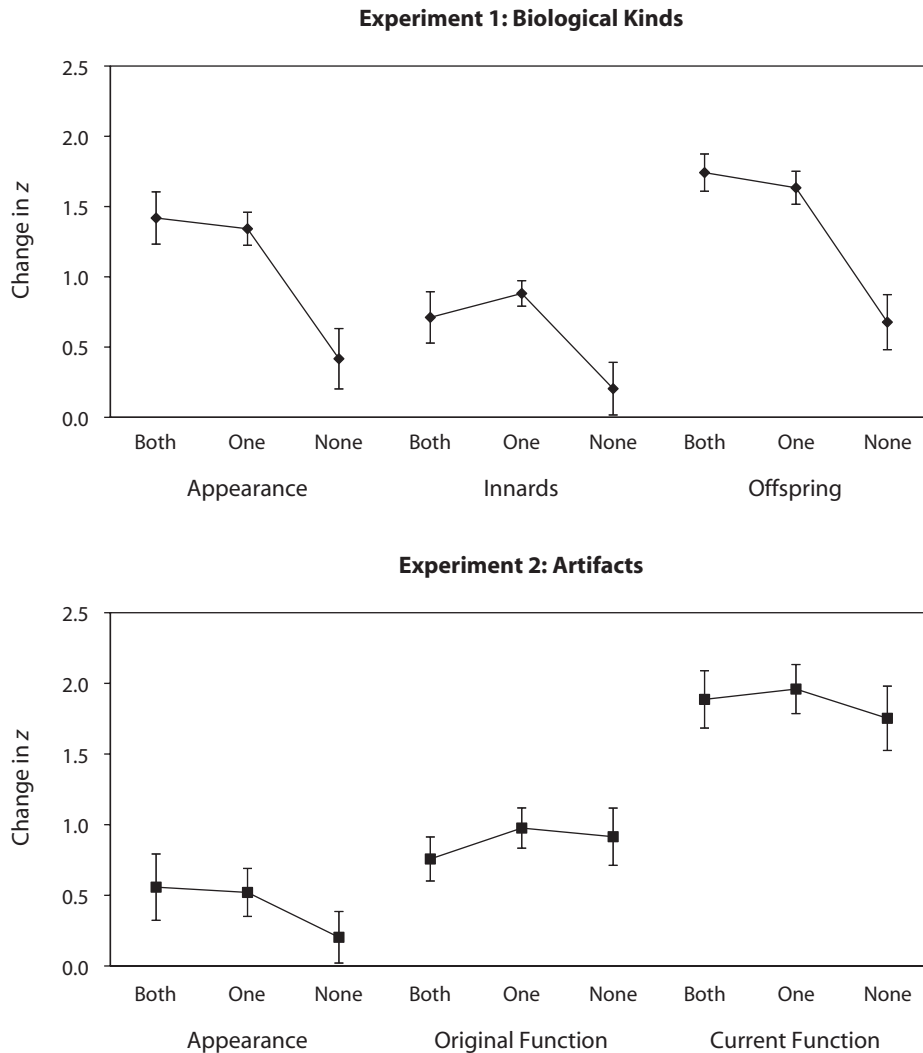 Experiment 1: Biological Kinds
2.5
2.0
1.5
1.0
0.5
0.0
Change in z
Both One None Both One None Both One None
Appearance Innards Offspring
Experiment 2: Artifacts
2.5
2.0
1.5
1.0
0.5
0.0
Change in z
Both One None Both One None Both One None
Appearance Original Function Current Function